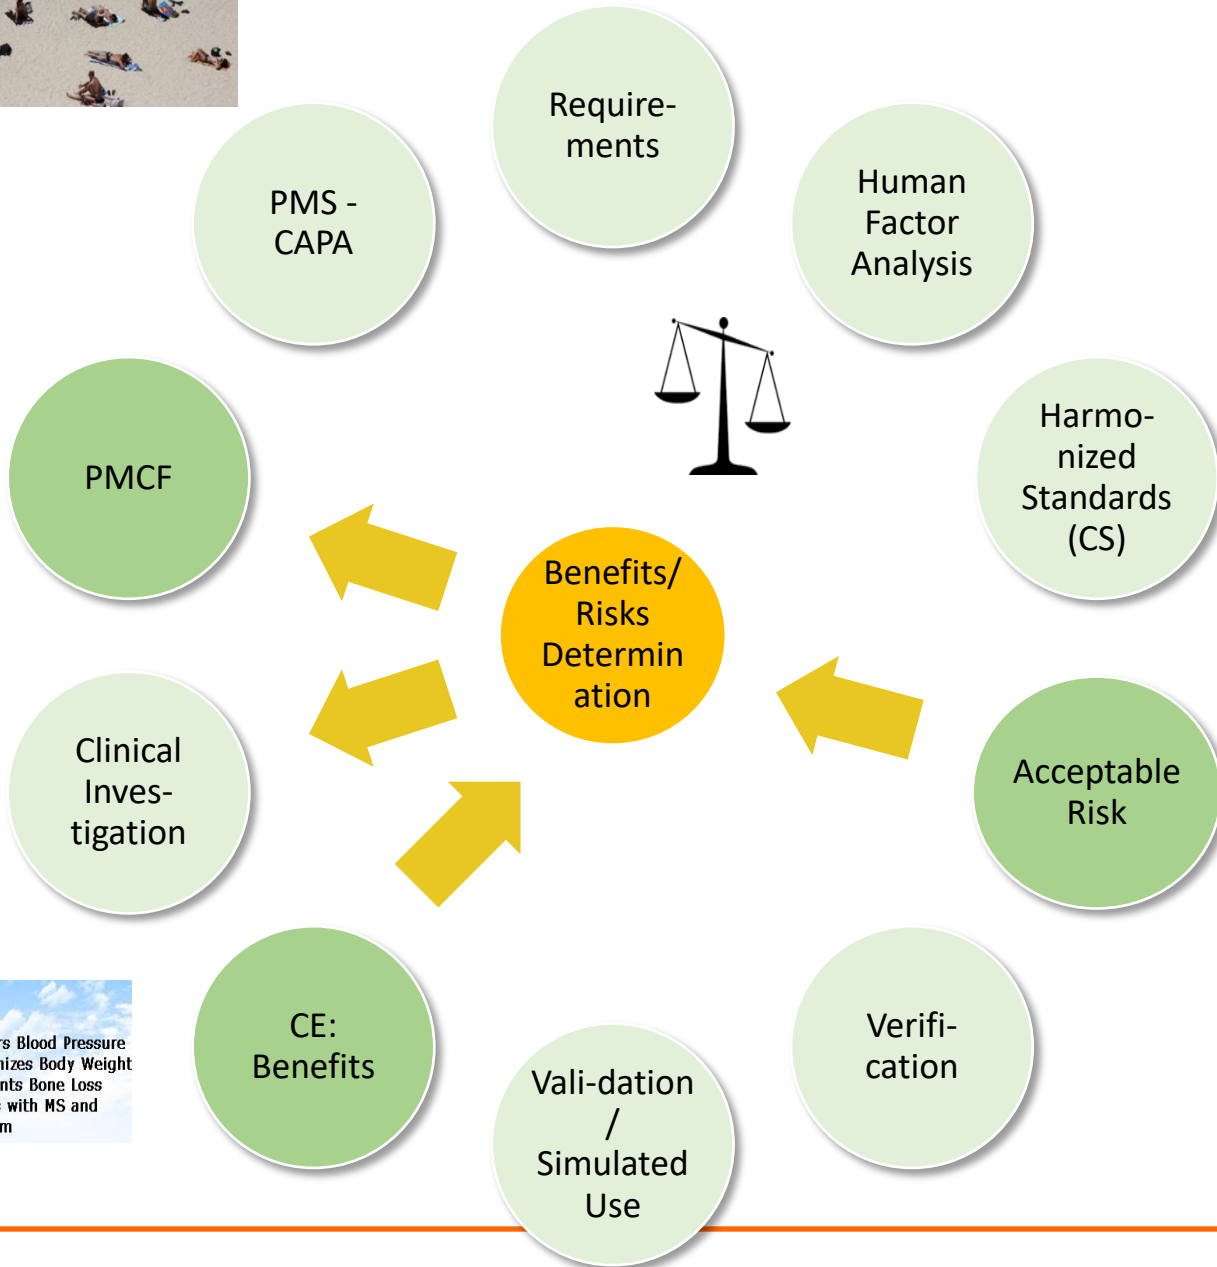 Require-
ments
Human
Factor
Analysis
Harmo-
nized
Standards
(CS)
Acceptable
Risk
Verifi-
cation
Vali-dation
/
Simulated
Use
CE:
Benefits
Clinical
Inves-
tigation
PMCF
PMS -
CAPA
Benefits/
Risks
Determin
ation
Blood Pressure
Body Weight
Bone Loss
with MS and